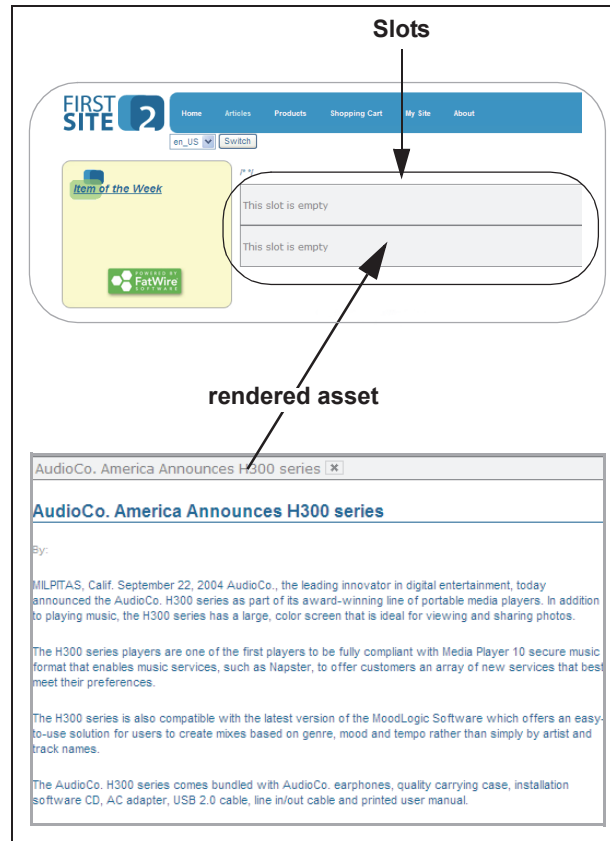 Slots
FIRST
SITE 2
Home Articles Products Shopping Cart My Site About
en_US Switch
Item of the Week
/* */
This slot is empty
This slot is empty
POWERED BY
FatWire
SOFTWARE
rendered asset
AudioCo. America Announces H300 series
AudioCo. America Announces H300 series
By:
MILPITAS, Calif. September 22, 2004 AudioCo., the leading innovator in digital entertainment, today
announced the AudioCo. H300 series as part of its award-winning line of portable media players. In addition
to playing music, the H300 series has a large, color screen that is ideal for viewing and sharing photos.
The H300 series players are one of the first players to be fully compliant with Media Player 10 secure music
format that enables music services, such as Napster, to offer customers an array of new services that best
meet their preferences.
The H300 series is also compatible with the latest version of the MoodLogic Software which offers an easy-
to-use solution for users to create mixes based on genre, mood and tempo rather than simply by artist and
track names.
The AudioCo. H300 series comes bundled with AudioCo. earphones, quality carrying case, installation
software CD, AC adapter, USB 2.0 cable, line in/out cable and printed user manual.